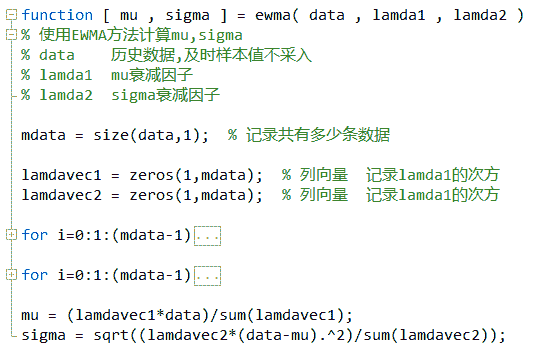 function [ mu , sigma ] = ewma( data , lamda1 , lamda2 )
% 使用EWMA方法计算mu,sigma
% data    历史数据,及时样本值不采入
% lamda1  mu衰减因子
% lamda2  sigma衰减因子
mdata = size(data,1);  % 记录共有多少条数据
lamdavec1 = zeros(1,mdata);  % 列向量  记录lamda1的次方
lamdavec2 = zeros(1,mdata);  % 列向量  记录lamda1的次方
for i=0:1:(mdata-1)...
for i=0:1:(mdata-1)...
mu = (lamdavec1*data)/sum(lamdavec1);
sigma = sqrt((lamdavec2*(data-mu).^2)/sum(lamdavec2));